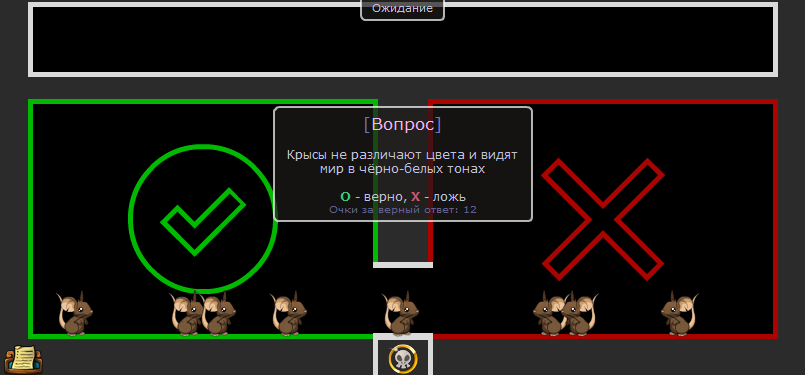 Ожидание
[Вопрос]
Крысы не различают цвета и видят
мир в чёрно-белых тонах
O - верно, X - ложь
Очки за верный ответ: 12